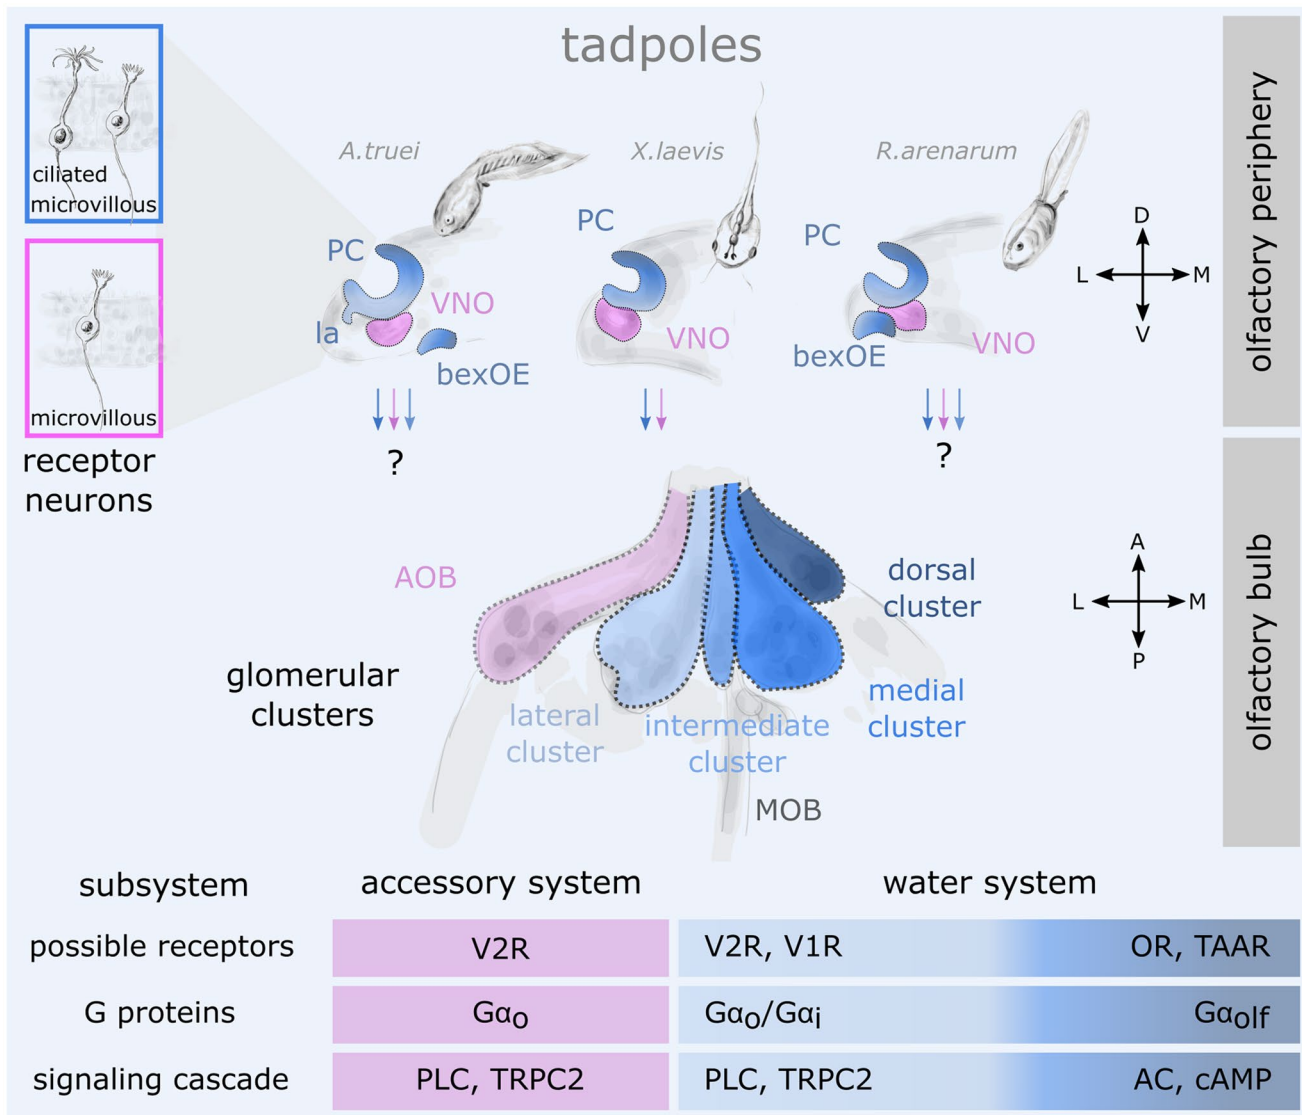 tadpoles
ciliated
microvillous
microvillous
receptor
neurons
A.truei
X.laevis
R.arenarum
PC
VNO
la
bexOE
PC
VNO
PC
bexOE
VNO
D
L
M
V
olfactory periphery
?
?
AOB
dorsal
cluster
glomerular
clusters
lateral
cluster
intermediate
cluster
medial
cluster
MOB
A
L
M
P
olfactory bulb
subsystem
accessory system
water system
possible receptors
V2R
V2R, V1R
OR, TAAR
G proteins
Gαo
Gαo/Gαi
Gαolf
signaling cascade
PLC, TRPC2
PLC, TRPC2
AC, cAMP